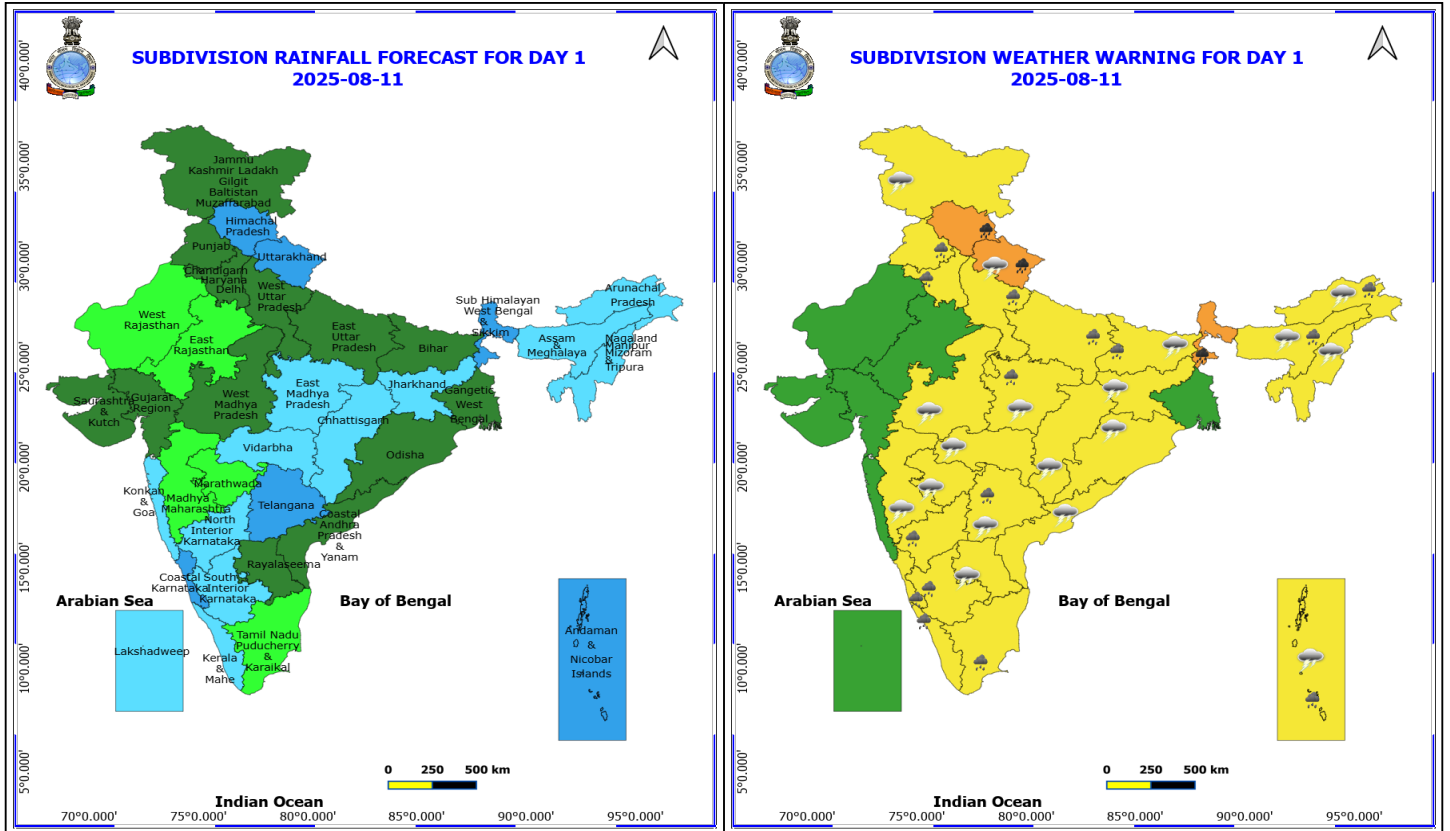 SUBDIVISION RAINFALL FORECAST FOR DAY 1
2025-08-11
40°0.000'
35°0.000'
30°0.000'
25°0.000'
20°0.000'
15°0.000'
10°0.000'
5°0.000'
Jammu
Kashmir Ladakh
Gilgit
Baltistan
Muzaffarabad
Himachal
Pradesh
Punjab
Uttarakhand
Chandigarh
Haryana
Delhi
West
Uttar
Pradesh
West
Rajasthan
East
Rajasthan
East
Uttar
Pradesh
Bihar
Sub Himalayan
West Bengal
&
Sikkim
Arunachal
Pradesh
Assam
&
Meghalaya
Nagaland
Manipur
Mizoram
&
Tripura
Saurashtra
&
Kutch
Gujarat
Region
West
Madhya
Pradesh
East
Madhya
Pradesh
Jharkhand
Gangetic
West
Bengal
Chhattisgarh
Vidarbha
Odisha
Konkan
&
Goa
Madhya
Maharashtra
Marathwada
Telangana
North
Interior
Karnataka
Coastal
Andhra
Pradesh
&
Yanam
Rayalaseema
Coastal
Karnataka
South
Interior
Karnataka
Arabian Sea
Bay of Bengal
Lakshadweep
Kerala
&
Mahe
Tamil Nadu
Puducherry
&
Karaikal
Andaman
&
Nicobar
Islands
0 250 500 km
Indian Ocean
70°0.000' 75°0.000' 80°0.000' 85°0.000' 90°0.000' 95°0.000'
SUBDIVISION WEATHER WARNING FOR DAY 1
2025-08-11
40°0.000'
35°0.000'
30°0.000'
25°0.000'
20°0.000'
15°0.000'
10°0.000'
5°0.000'
Arabian Sea
Bay of Bengal
0 250 500 km
Indian Ocean
70°0.000' 75°0.000' 80°0.000' 85°0.000' 90°0.000' 95°0.000'